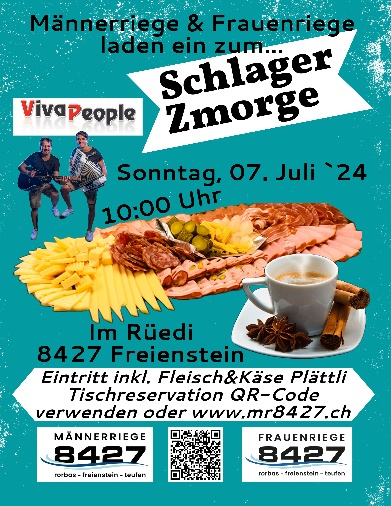 Männerriege & Frauenriege
laden ein zum...
Schlager
Zmorge
VivaPeople
Sonntag, 07. Juli `24
10:00 Uhr
Im Rüedi
8427 Freienstein
Eintritt inkl. Fleisch&Käse Plättli
Tischreservation QR-Code
verwenden oder www.mr8427.ch
MÄNNERRIEGE
8427
rorbas - freienstein - teufen
FRAUENRIEGE
8427
rorbas - freienstein - teufen